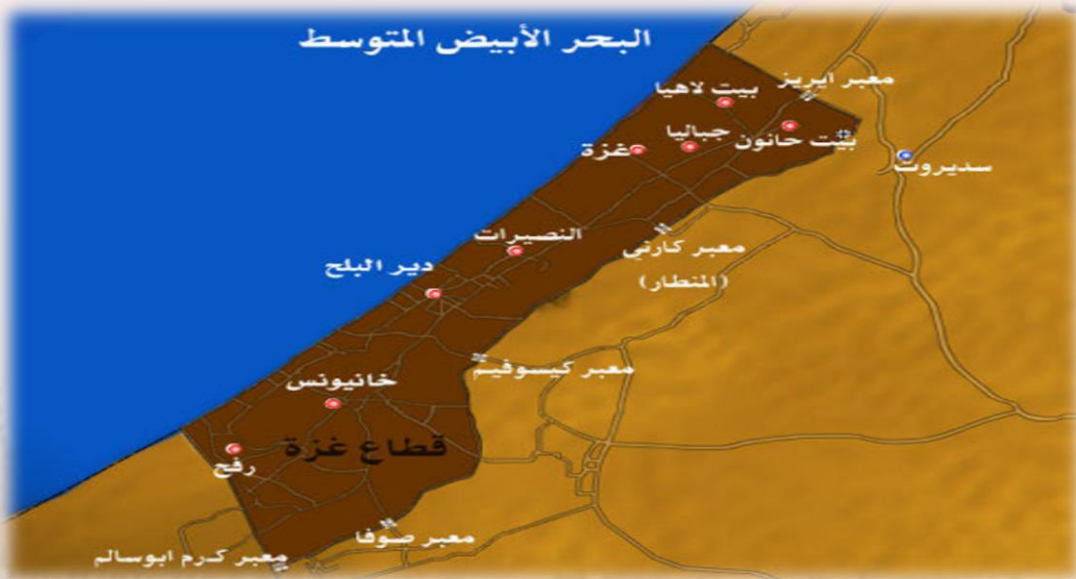 البحر الأبيض المتوسط
معبر ايريز
بيت لاهيا
جباليا
بيت حانون
غزة
سديروت
النصيرات
معبر كارني
(المنطار)
دير البلح
معبر كيسوفيم
خانيونس
قطاع غزة
رفح
معبر صوفا
معبر كرم ابوسالم